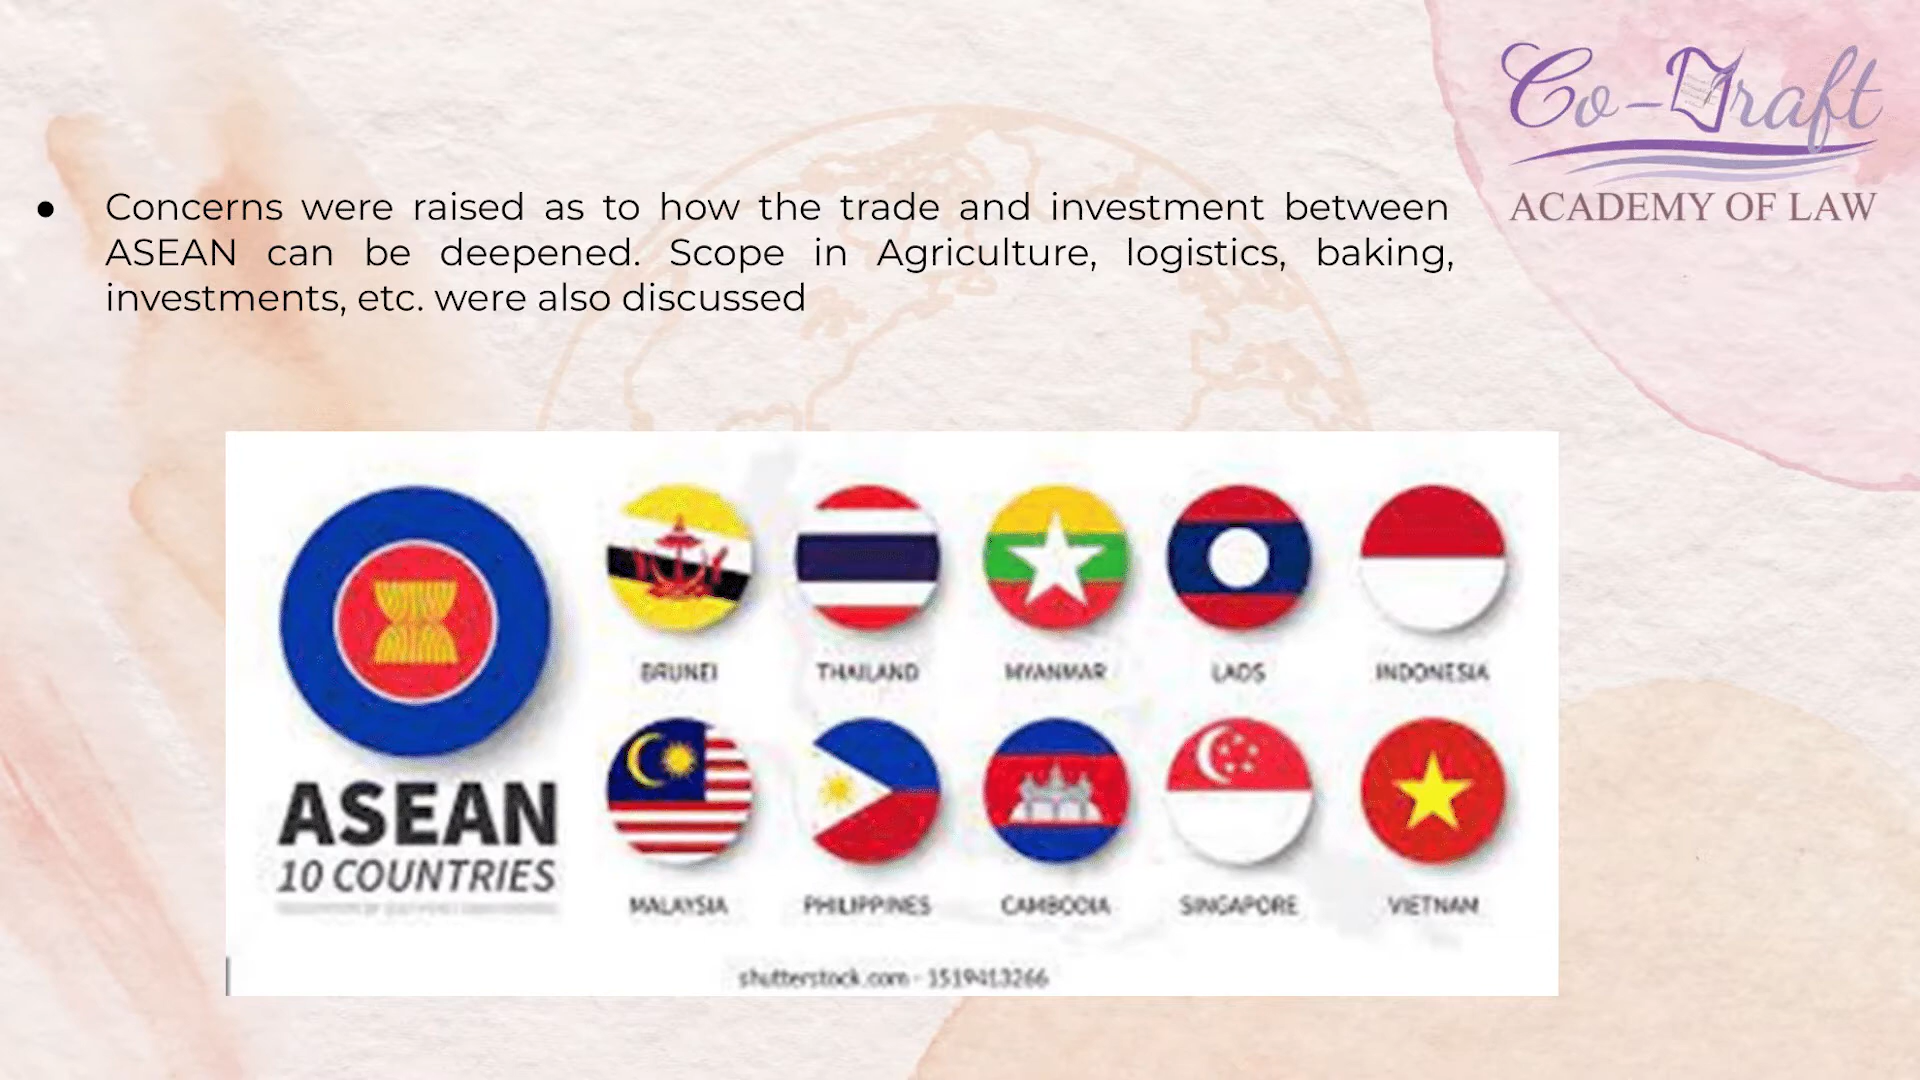 Co-Draft
ACADEMY OF LAW
● Concerns were raised as to how the trade and investment between
ASEAN can be deepened. Scope in Agriculture, logistics, baking,
investments, etc. were also discussed
BRUNEI THAILAND MYANMAR LAOS INDONESIA
ASEAN
10 COUNTRIES
MALAYSIA PHILIPPINES CAMBODIA SINGAPORE VIETNAM
shutterstock.com · 1519413266